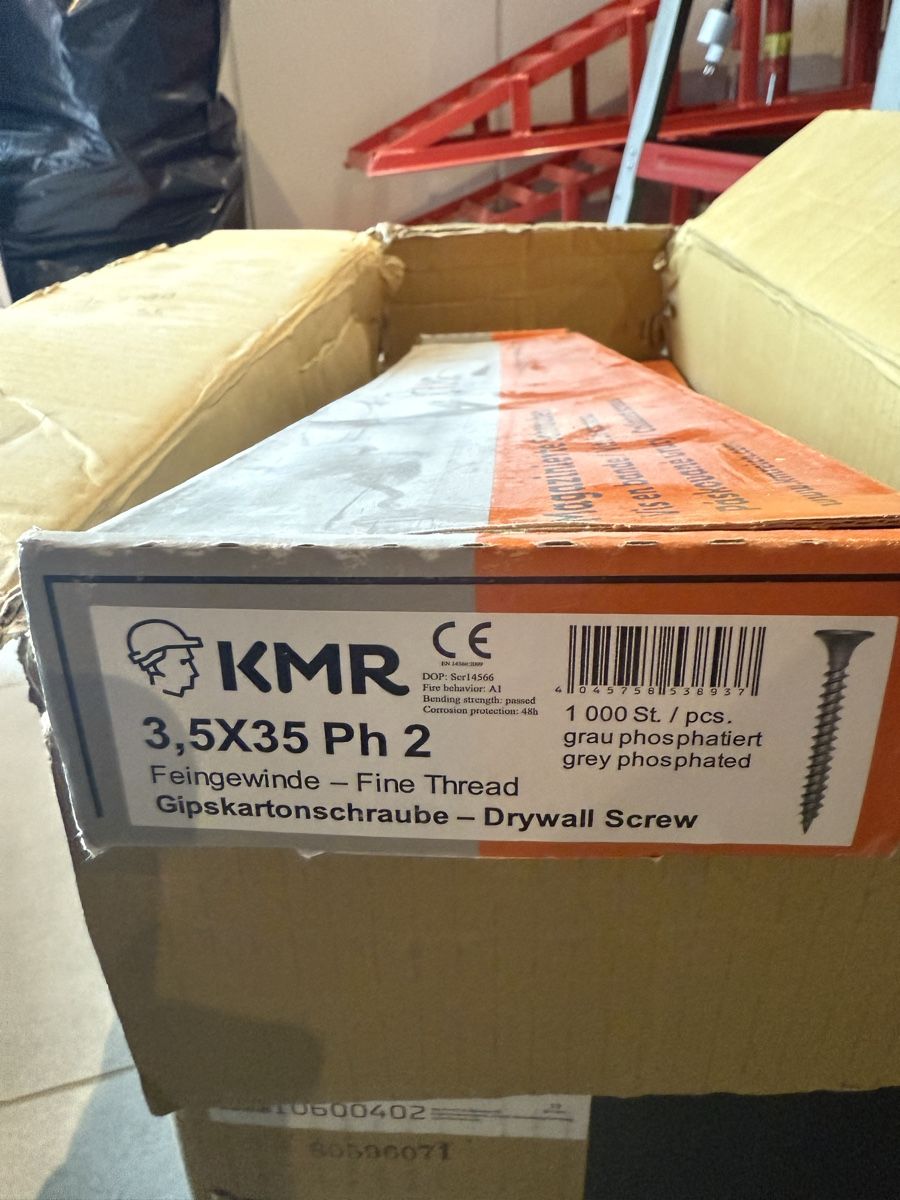 KMR
CE
EN 14566:2009
DOP: Scr14566
Fire behavior: A1
Bending strength: passed
Corrosion protection: 48h
4 045758 538937
3,5X35 Ph 2
1 000 St. / pcs.
grau phosphatiert
grey phosphated
Feingewinde – Fine Thread
Gipskartonschraube – Drywall Screw
10600402